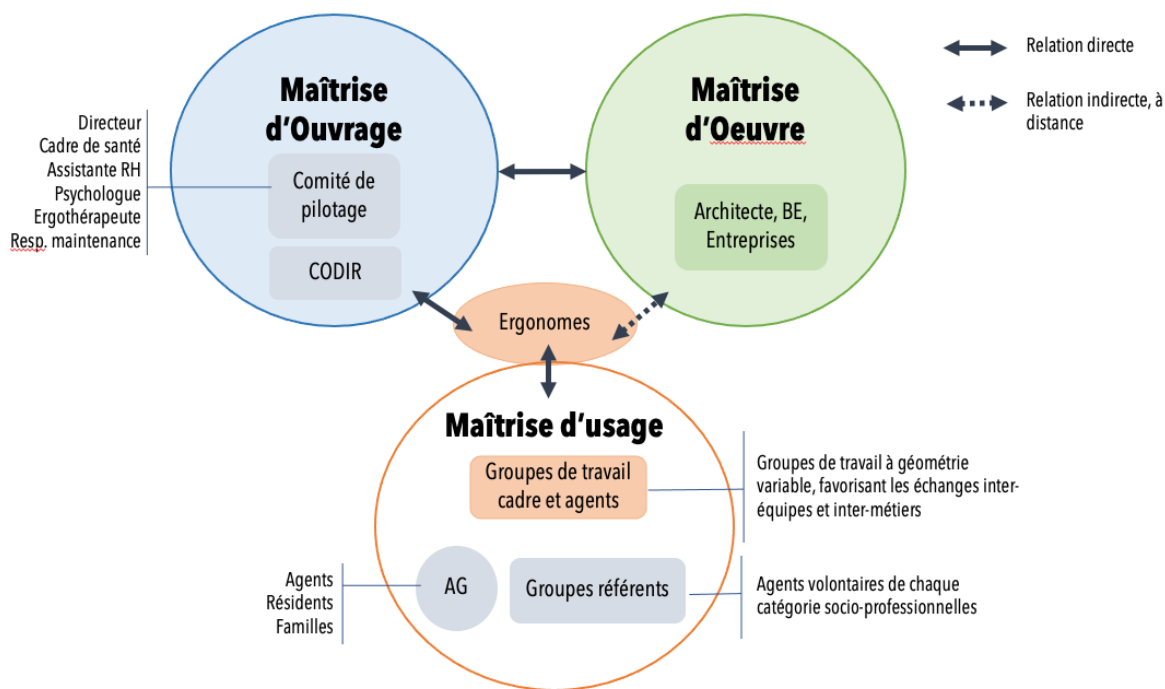 Relation directe
Relation indirecte, à
distance
Maîtrise
d'Ouvrage
Comité de
pilotage
CODIR
Directeur
Cadre de santé
Assistante RH
Psychologue
Ergothérapeute
Resp. maintenance
Maîtrise
d'Oeuvre
Architecte, BE,
Entreprises
Ergonomes
Maîtrise d'usage
Groupes de travail
cadre et agents
Groupes de travail à géométrie
variable, favorisant les échanges inter-
équipes et inter-métiers
AG
Agents
Résidents
Familles
Groupes référents
Agents volontaires de chaque
catégorie socio-professionnelles